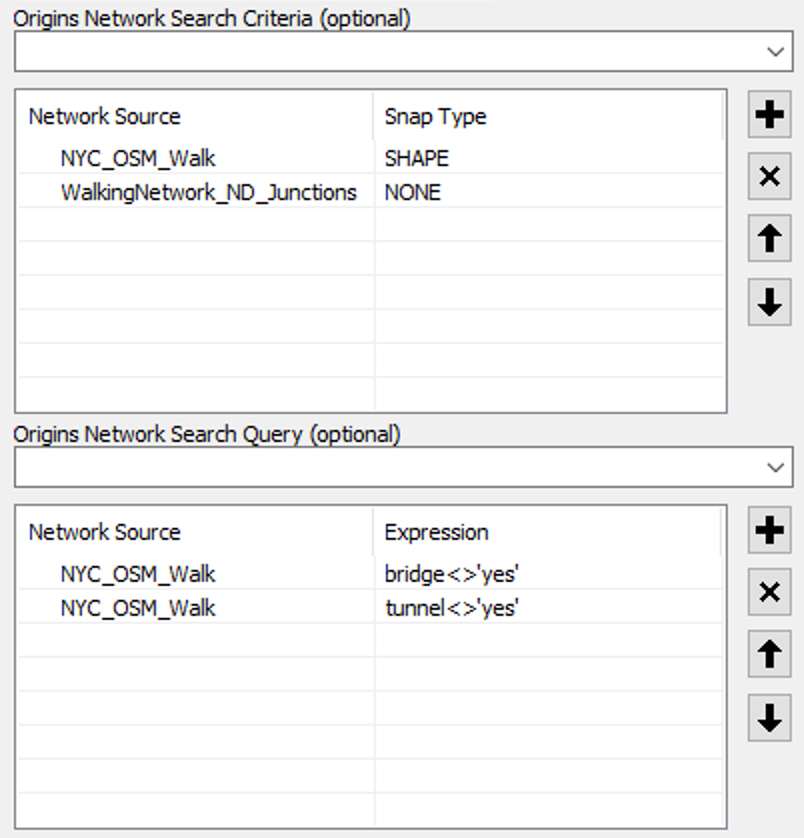 Origins Network Search Criteria (optional)
Network Source Snap Type
NYC_OSM_Walk SHAPE
WalkingNetwork_ND_Junctions NONE
Origins Network Search Query (optional)
Network Source Expression
NYC_OSM_Walk bridge<>'yes'
NYC_OSM_Walk tunnel<>'yes'